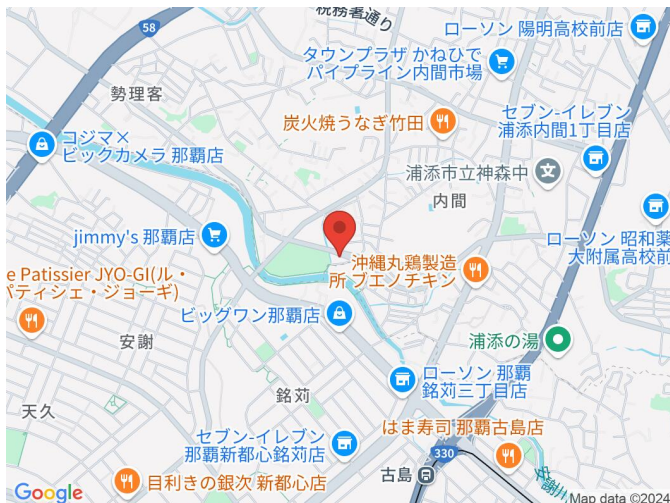 税務署通り
58
ローソン 陽明高校前店
タウンプラザ かねひで
パイプライン内間市場
勢理客
炭火焼うなぎ竹田
セブン-イレブン
浦添内間1丁目店
コジマ×
ビックカメラ 那覇店
浦添市立神森中
文
内間
jimmy's 那覇店
ローソン 昭和薬
大附属高校前
沖縄丸鶏製造
所 ブエノチキン
e Patissier JYO-GI(ル・
パティシェ・ジョーギ)
ビッグワン那覇店
安謝
浦添の湯
ローソン 那覇
銘苅三丁目店
銘苅
天久
はま寿司 那覇古島店
セブン-イレブン
那覇新都心銘苅店
330
古島
安謝川
目利きの銀次 新都心店
Google
Map data ©2024